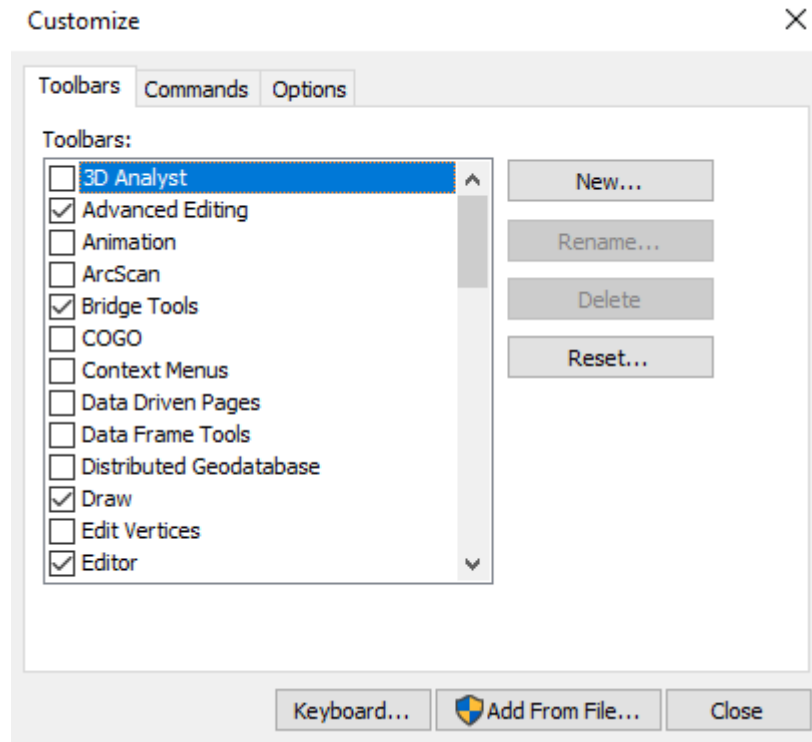 Customize
Toolbars Commands Options
Toolbars:
3D Analyst
Advanced Editing
Animation
ArcScan
Bridge Tools
COGO
Context Menus
Data Driven Pages
Data Frame Tools
Distributed Geodatabase
Draw
Edit Vertices
Editor
New...
Rename...
Delete
Reset...
Keyboard... Add From File... Close